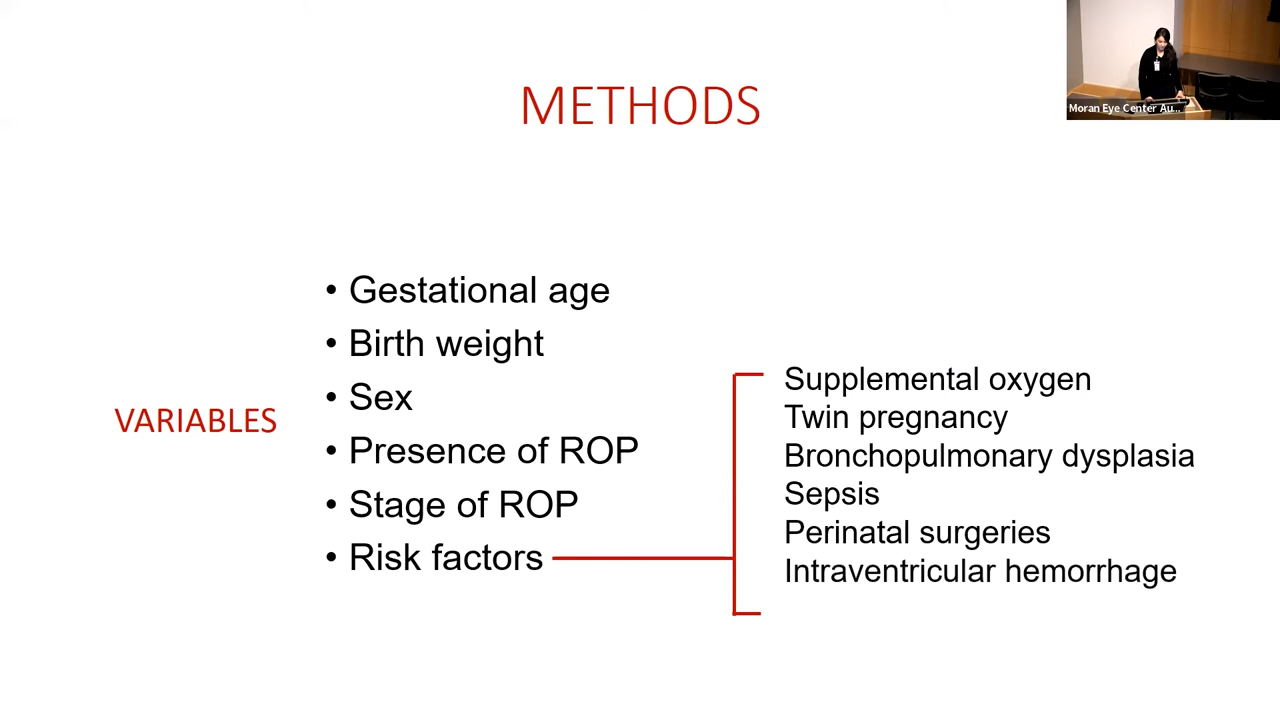 METHODS
Moran Eye Center Au...
VARIABLES
• Gestational age
• Birth weight
• Sex
• Presence of ROP
• Stage of ROP
• Risk factors
Supplemental oxygen
Twin pregnancy
Bronchopulmonary dysplasia
Sepsis
Perinatal surgeries
Intraventricular hemorrhage